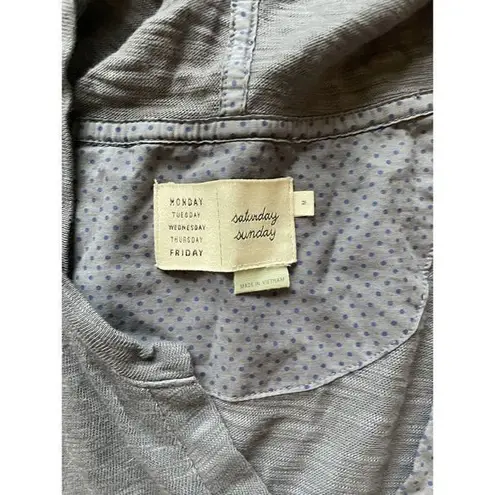 MONDAY
TUESDAY
WEDNESDAY
THURSDAY
FRIDAY
saturday
sunday
M
MADE IN VIETNAM